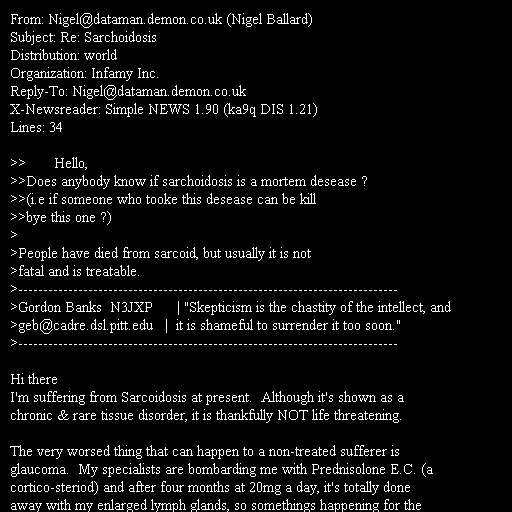 From: Nigel@dataman.demon.co.uk (Nigel Ballard)
Subject: Re: Sarchoidosis
Distribution: world
Organization: Infamy Inc.
Reply-To: Nigel@dataman.demon.co.uk
X-Newsreader: Simple NEWS 1.90 (ka9q DIS 1.21)
Lines: 34

>>        Hello,
>>Does anybody know if sarchoidosis is a mortem desease ?
>>(i.e if someone who tooke this desease can be kill
>>bye this one ?)
>
>People have died from sarcoid, but usually it is not
>fatal and is treatable.
>----------------------------------------------------------------------------
>Gordon Banks  N3JXP      | "Skepticism is the chastity of the intellect, and
>geb@cadre.dsl.pitt.edu   |  it is shameful to surrender it too soon."
>----------------------------------------------------------------------------

Hi there
I'm suffering from Sarcoidosis at present.  Although it's shown as a
chronic & rare tissue disorder, it is thankfully NOT life threatening.

The very worsed thing that can happen to a non-treated sufferer is
glaucoma.  My specialists are bombarding me with Prednisolone E.C. (a
cortico-steriod) and after four months at 20mg a day, it's totally done
away with my enlarged lymph glands, so somethings happening for the